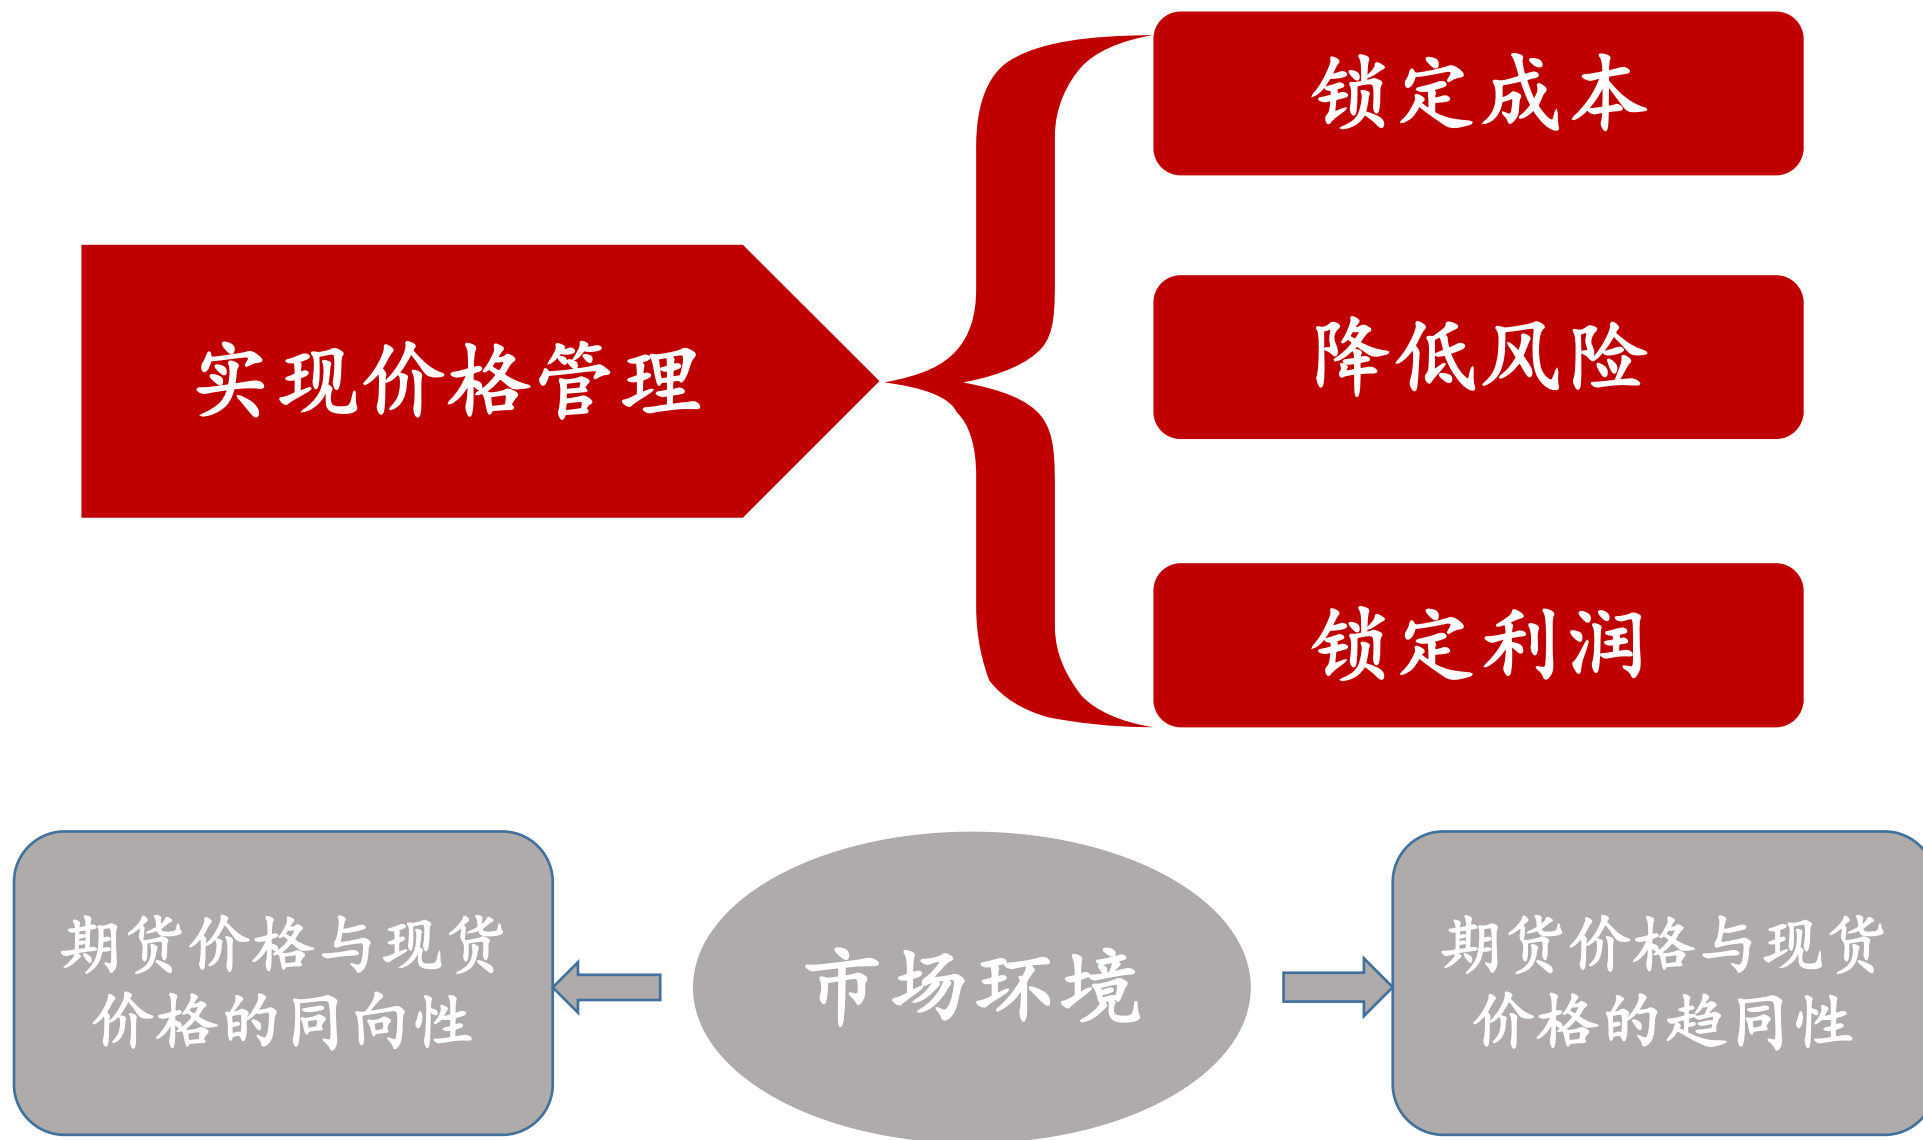 锁定成本
实现价格管理
降低风险
锁定利润
期货价格与现货
价格的同向性
市场环境
期货价格与现货
价格的趋同性